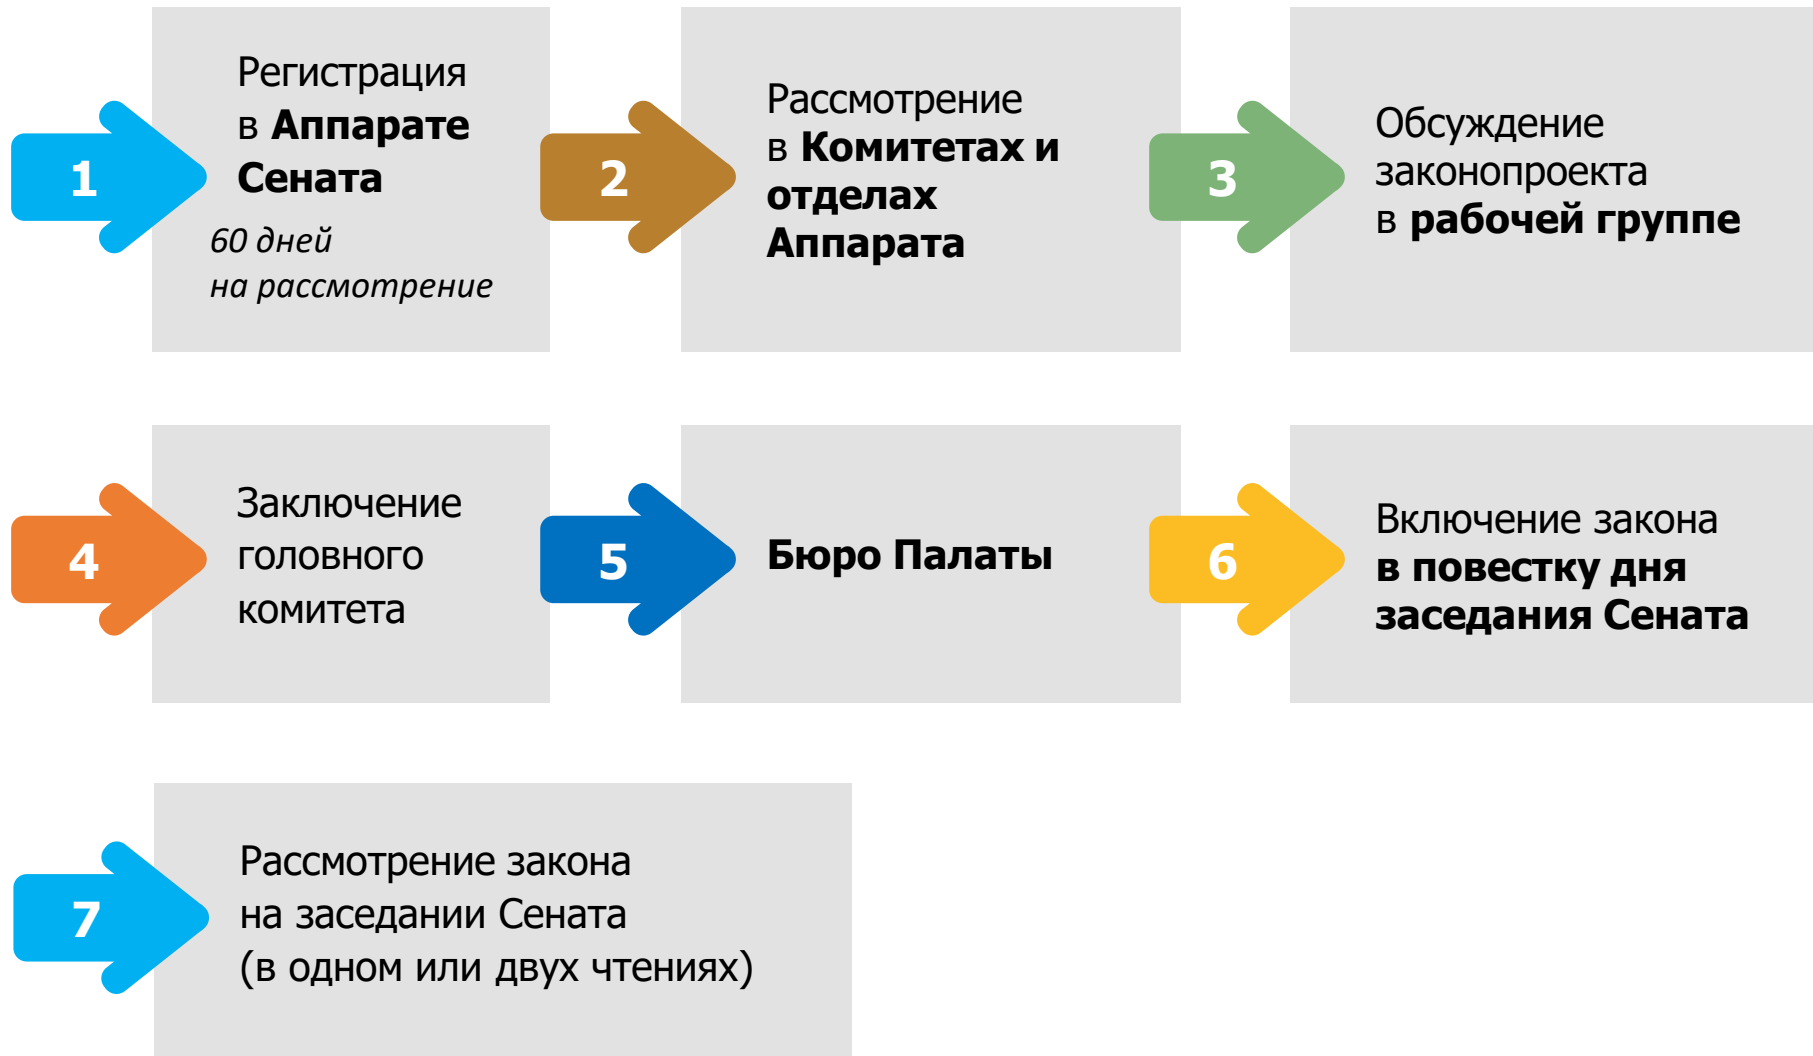 1
Регистрация
в Аппарате
Сената
60 дней
на рассмотрение
2
Рассмотрение
в Комитетах и
отделах
Аппарата
3
Обсуждение
законопроекта
в рабочей группе
4
Заключение
головного
комитета
5
Бюро Палаты
6
Включение закона
в повестку дня
заседания Сената
7
Рассмотрение закона
на заседании Сената
(в одном или двух чтениях)